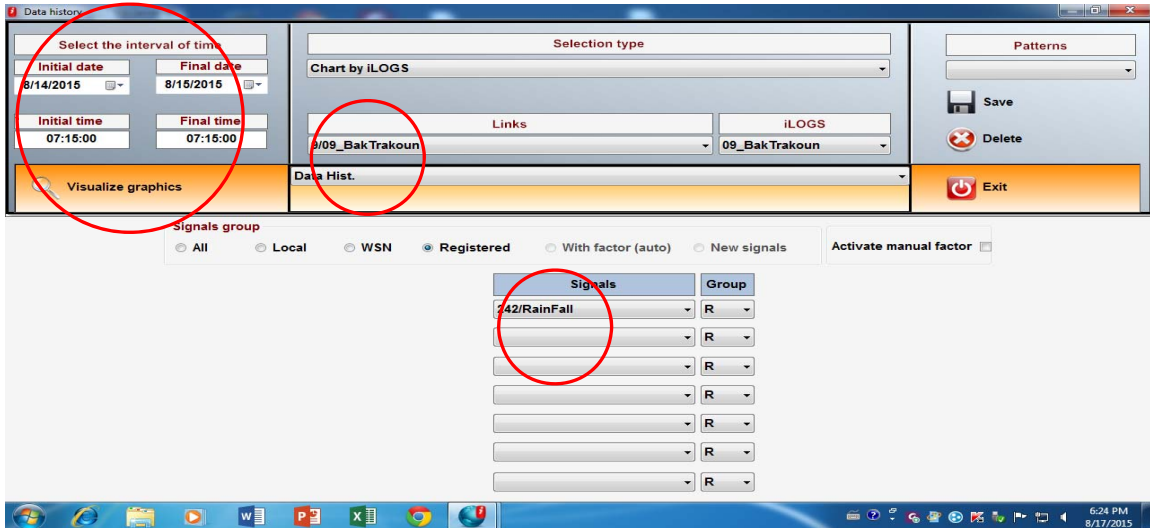 Data history
Select the interval of time
Initial date
Final date
8/14/2015
8/15/2015
Initial time
Final time
07:15:00
07:15:00
Visualize graphics
Selection type
Chart by iLOGS
Links
iLOGS
9/09_BakTrakoun
09_BakTrakoun
Data Hist.
Patterns
Save
Delete
Exit
Signals group
All Local WSN Registered With factor (auto) New signals
Activate manual factor
Signals Group
242/RainFall R
R
R
R
R
R
R
6:24 PM
8/17/2015